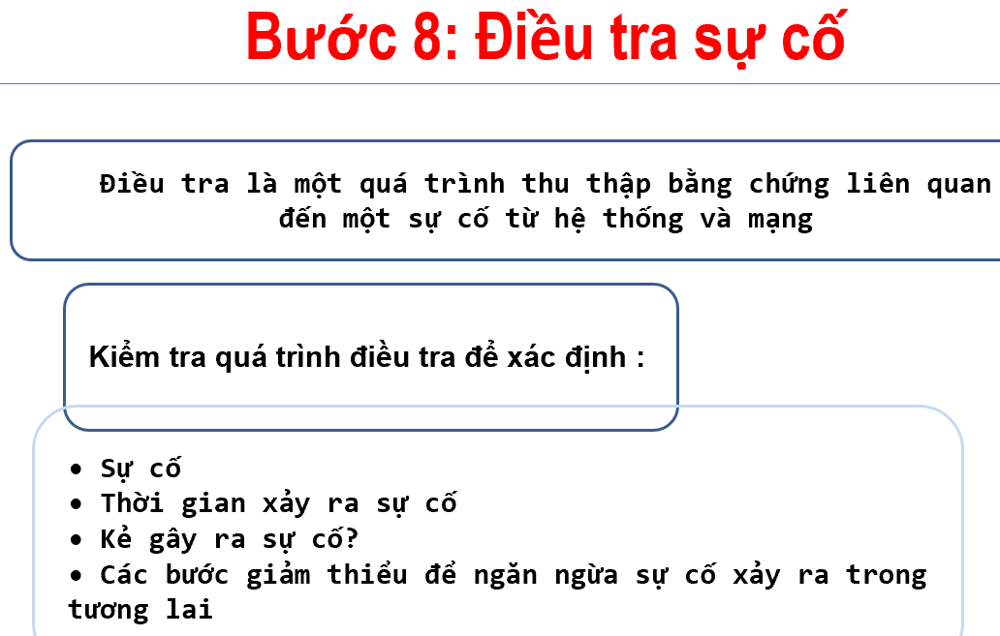 Bước 8: Điều tra sự cố
Điều tra là một quá trình thu thập bằng chứng liên quan
đến một sự cố từ hệ thống và mạng
Kiểm tra quá trình điều tra để xác định :
• Sự cố
• Thời gian xảy ra sự cố
• Kẻ gây ra sự cố?
• Các bước giảm thiểu để ngăn ngừa sự cố xảy ra trong
tương lai